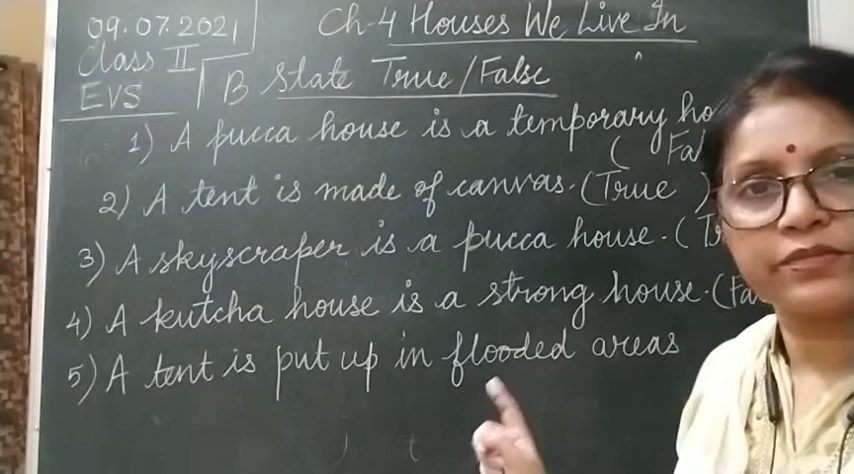 09.07.2021
Ch-4 Houses We Live In
Class II
EVS
B State True/False
1) A pucca house is a temporary
2) A tent is made of canvas. (True)
3) A skyscraper is a pucca house. (
4) A kutcha house is a strong house. (
5) A tent is put up in flooded areas